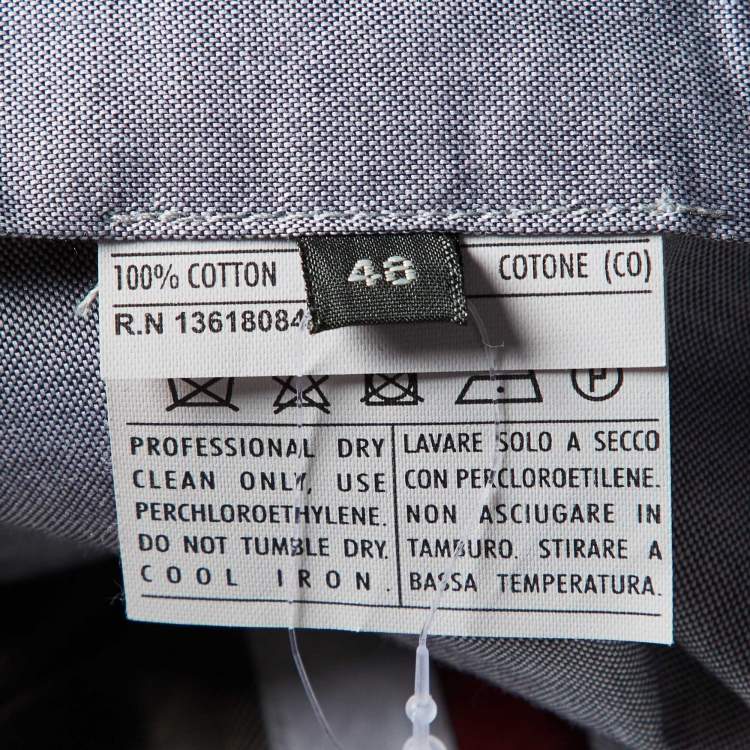 100% COTTON
48
COTONE (CO)
R.N 13618084
P
PROFESSIONAL DRY
CLEAN ONLY, USE
PERCHLOROETHYLENE.
DO NOT TUMBLE DRY.
COOL IRON.
LAVARE SOLO A SECCO
CON PERCLOROETILENE.
NON ASCIUGARE IN
TAMBURO. STIRARE A
BASSA TEMPERATURA.